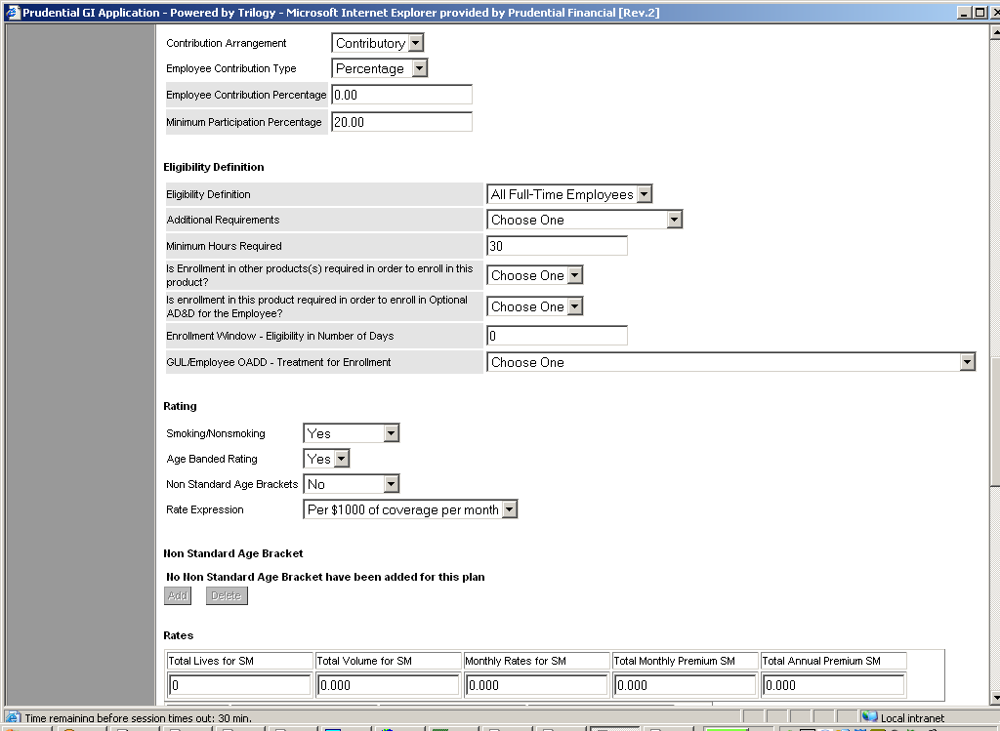 Prudential GI Application - Powered by Trilogy - Microsoft Internet Explorer provided by Prudential Financial [Rev.2]
Contribution Arrangement Contributory
Employee Contribution Type Percentage
Employee Contribution Percentage 0.00
Minimum Participation Percentage 20.00
Eligibility Definition
Eligibility Definition All Full-Time Employees
Additional Requirements Choose One
Minimum Hours Required 30
Is Enrollment in other products(s) required in order to enroll in this
product? Choose One
Is enrollment in this product required in order to enroll in Optional
AD&D for the Employee? Choose One
Enrollment Window - Eligibility in Number of Days 0
GUL/Employee OADD - Treatment for Enrollment Choose One
Rating
Smoking/Nonsmoking Yes
Age Banded Rating Yes
Non Standard Age Brackets No
Rate Expression Per $1000 of coverage per month
Non Standard Age Bracket
No Non Standard Age Bracket have been added for this plan
Add Delete
Rates
Total Lives for SM Total Volume for SM Monthly Rates for SM Total Monthly Premium SM Total Annual Premium SM
0 0.000 0.000 0.000 0.000
Time remaining before session times out: 30 min. Local intranet